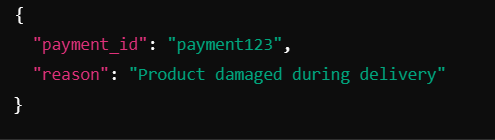 {
"payment_id": "payment123",
"reason": "Product damaged during delivery"
}